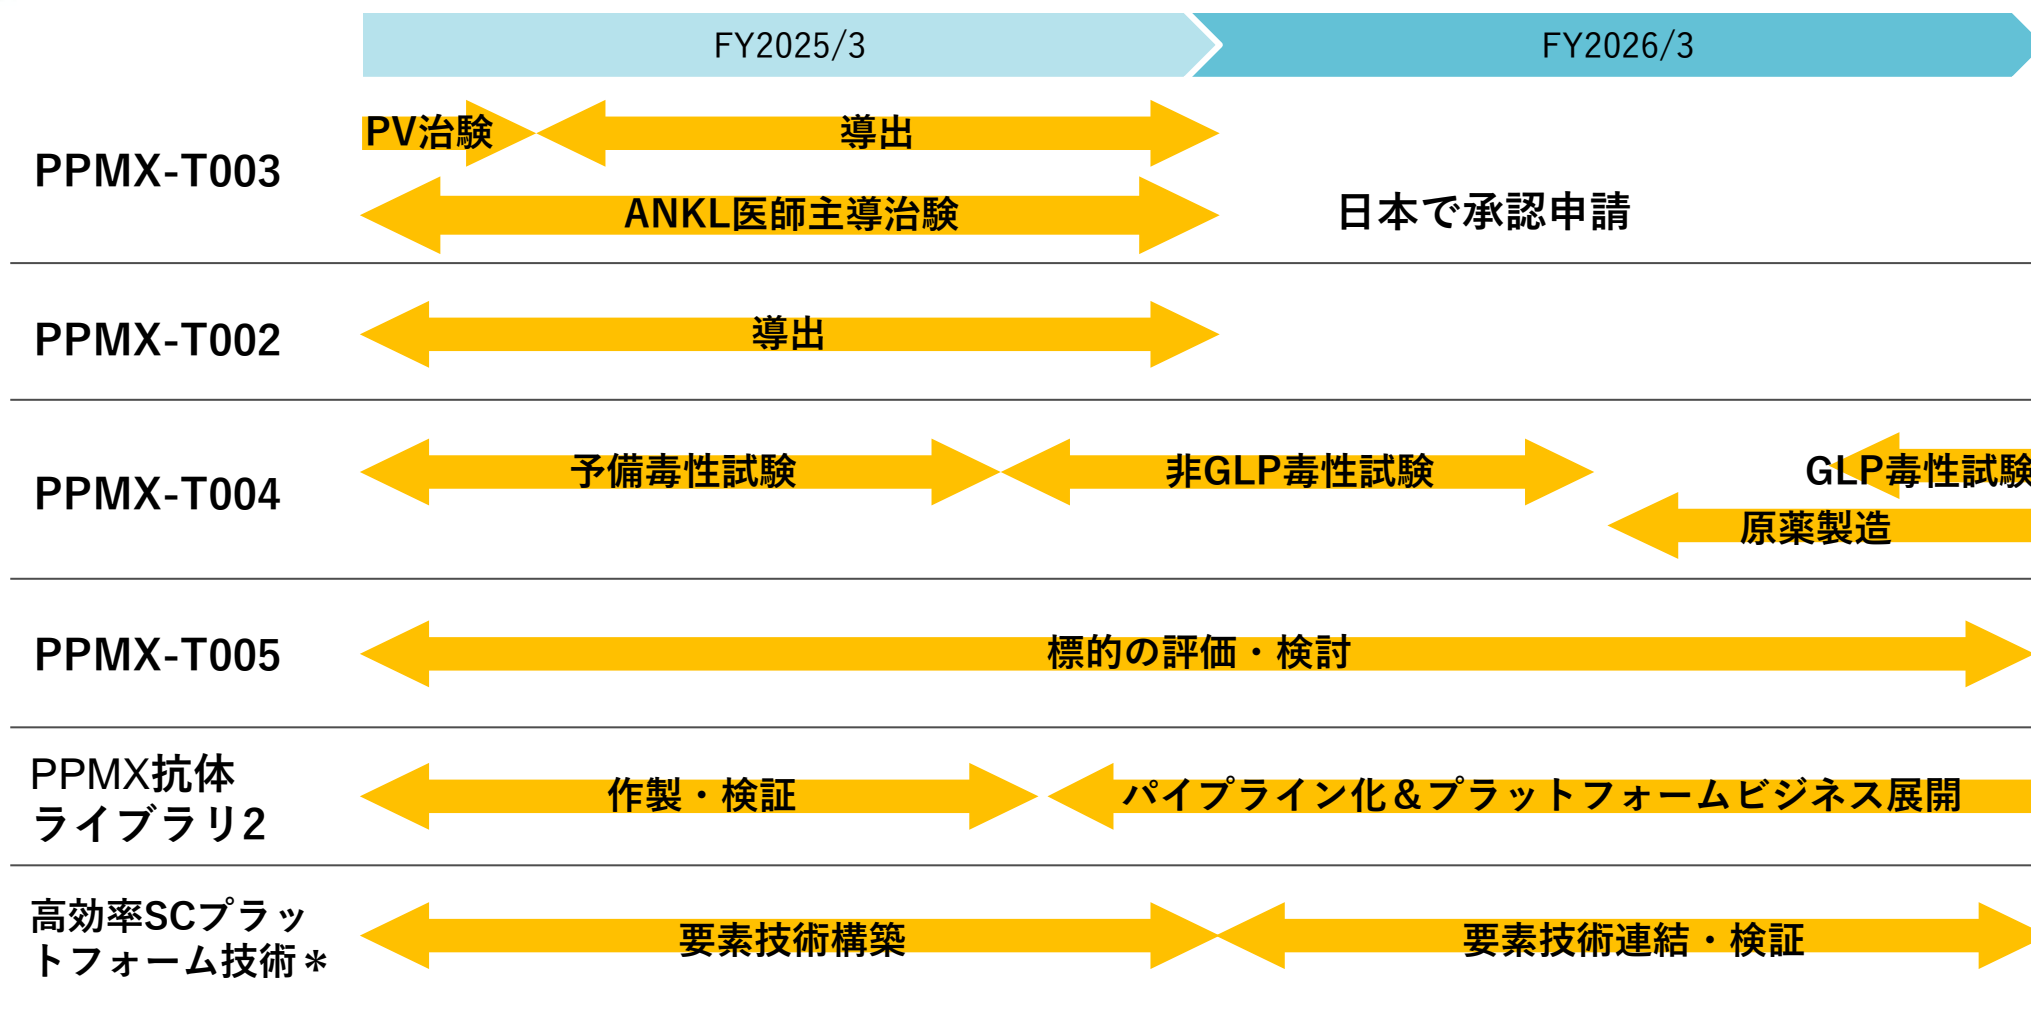 FY2025/3
FY2026/3
PPMX-T003
PV治験
導出
ANKL医師主導治験
日本で承認申請
PPMX-T002
導出
PPMX-T004
予備毒性試験
非GLP毒性試験
GLP毒性試験
原薬製造
PPMX-T005
標的の評価・検討
PPMX抗体
ライブラリ2
作製・検証
パイプライン化＆プラットフォームビジネス展開
高効率SCプラッ
トフォーム技術＊
要素技術構築
要素技術連結・検証